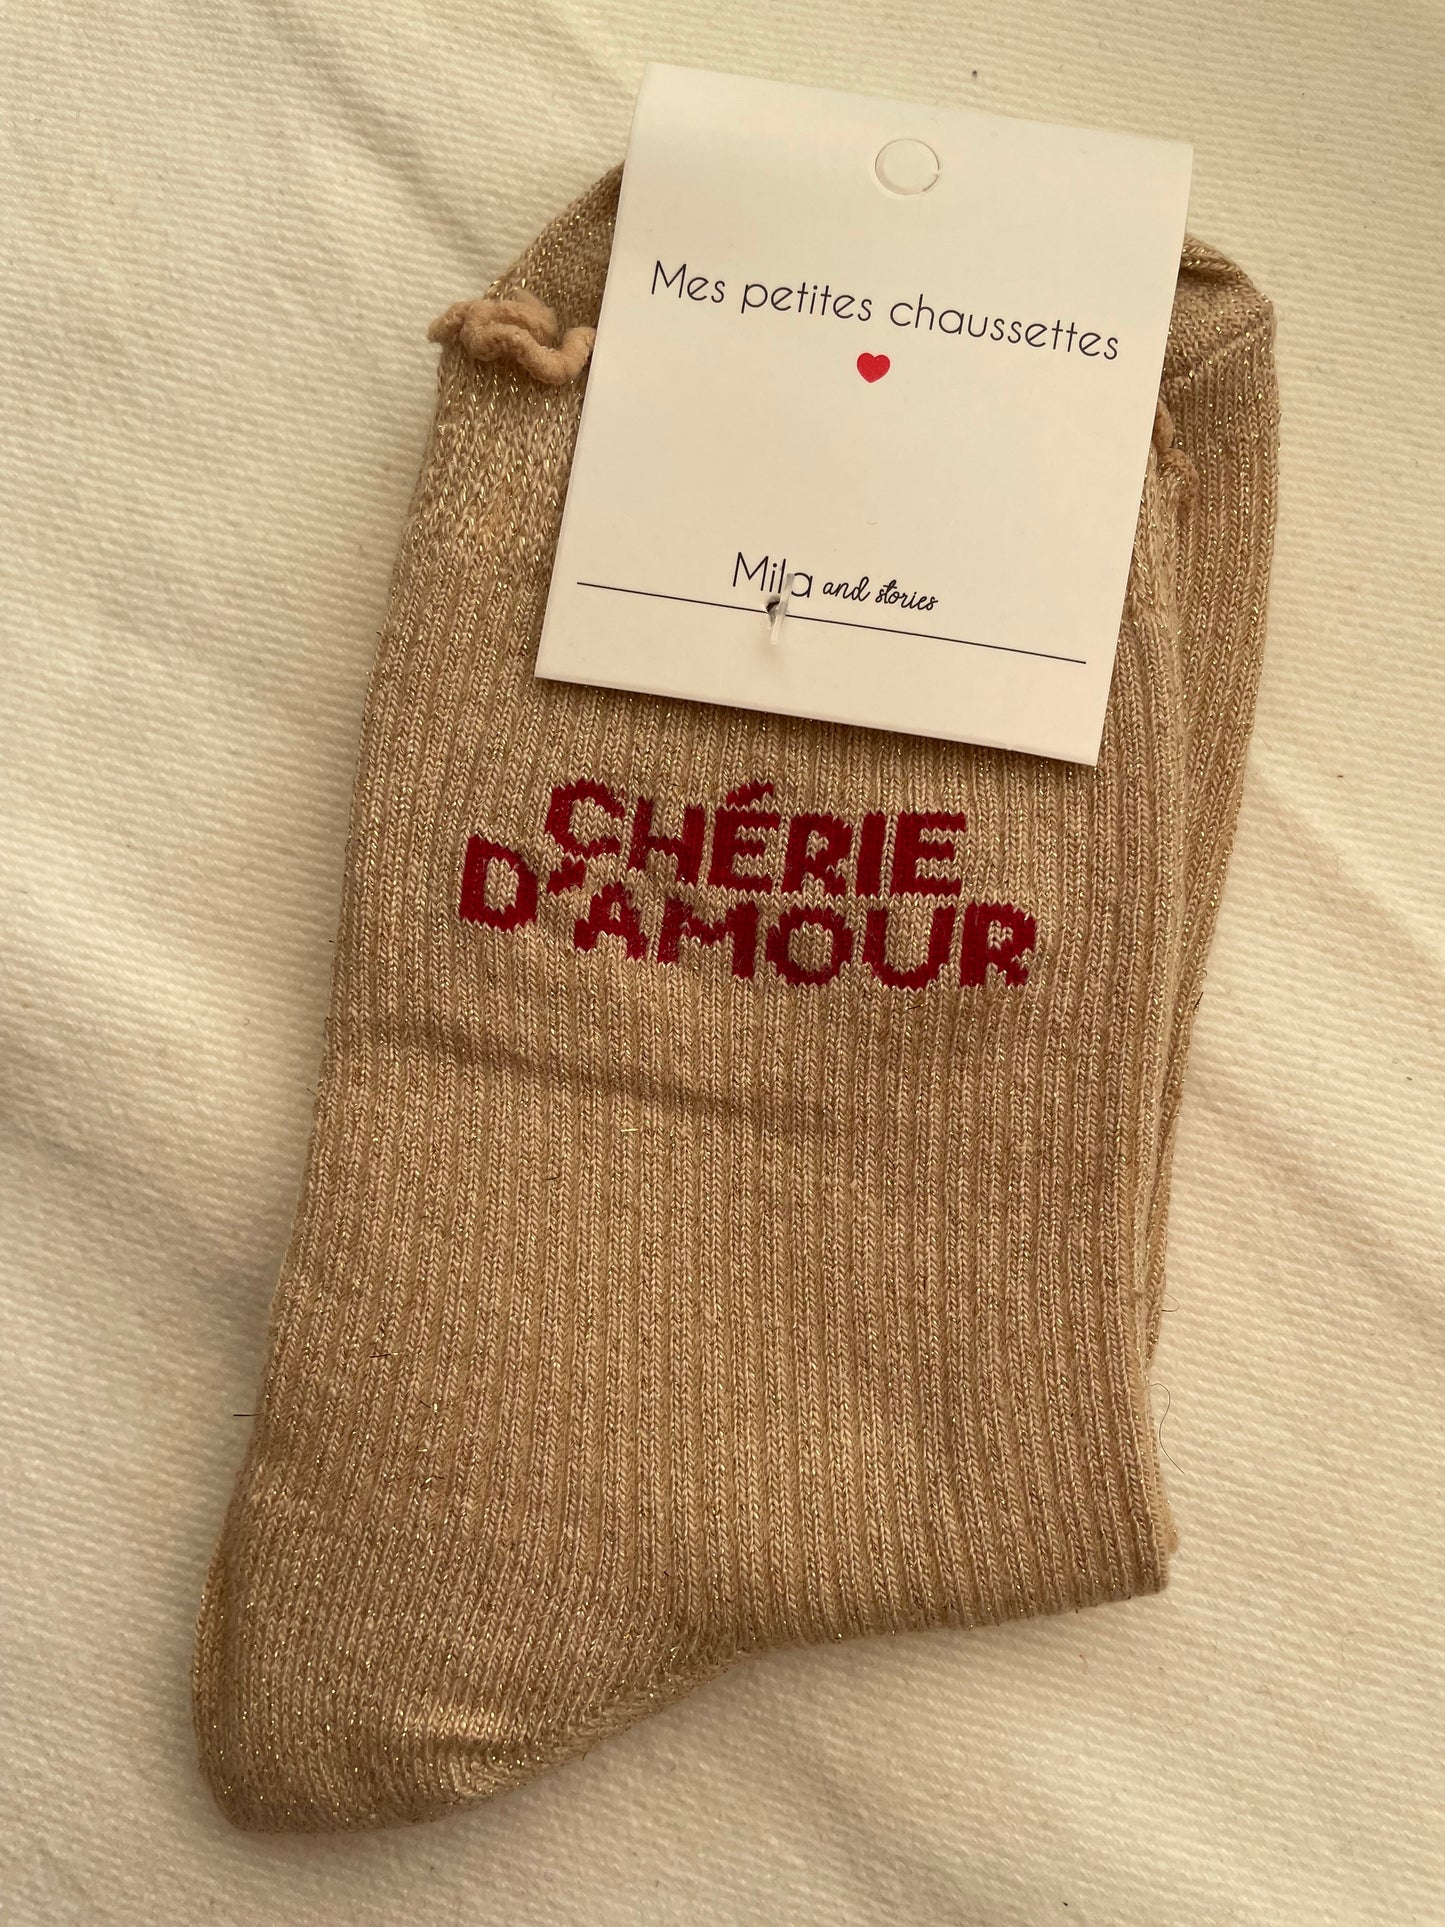 Mes petites chaussettes
Mila and stories
CHÉRIE
D'AMOUR